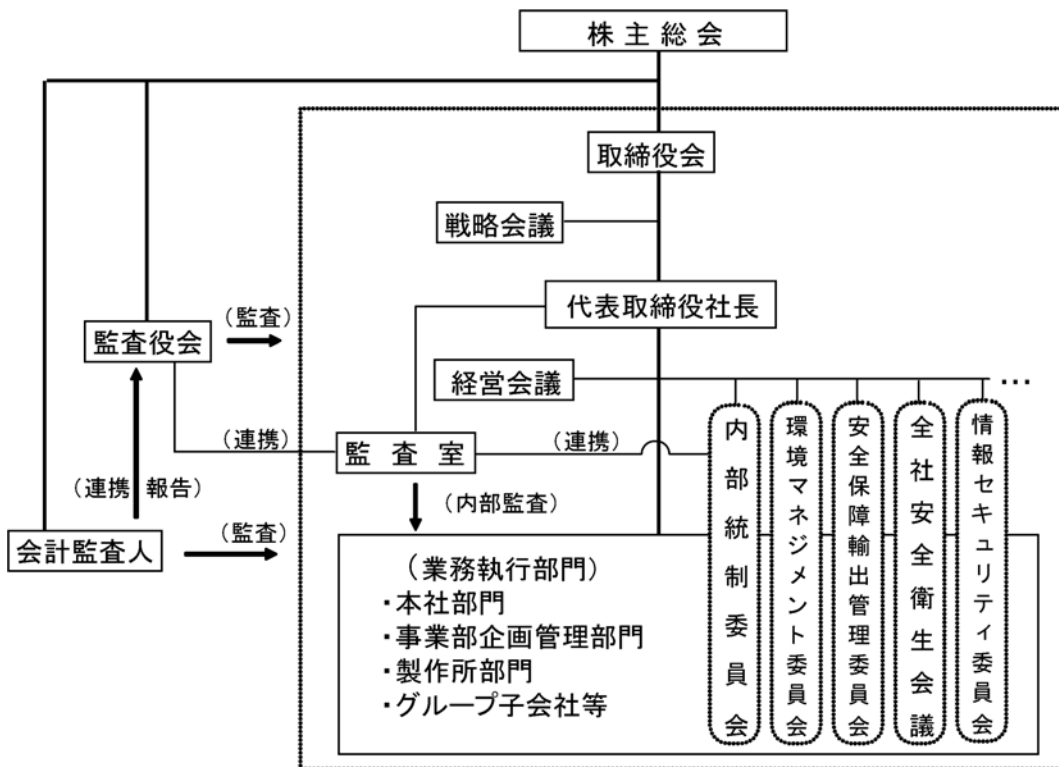 株主総会
取締役会
戦略会議
代表取締役社長
(監査)
監査役会
経営会議
...
(連携)
監査室
(連携)
(連携 報告)
(内部監査)
(監査)
会計監査人
(業務執行部門)
・本社部門
・事業部企画管理部門
・製作所部門
・グループ子会社等
内部統制委員会
環境マネジメント委員会
安全保障輸出管理委員会
全社安全衛生会議
情報セキュリティ委員会